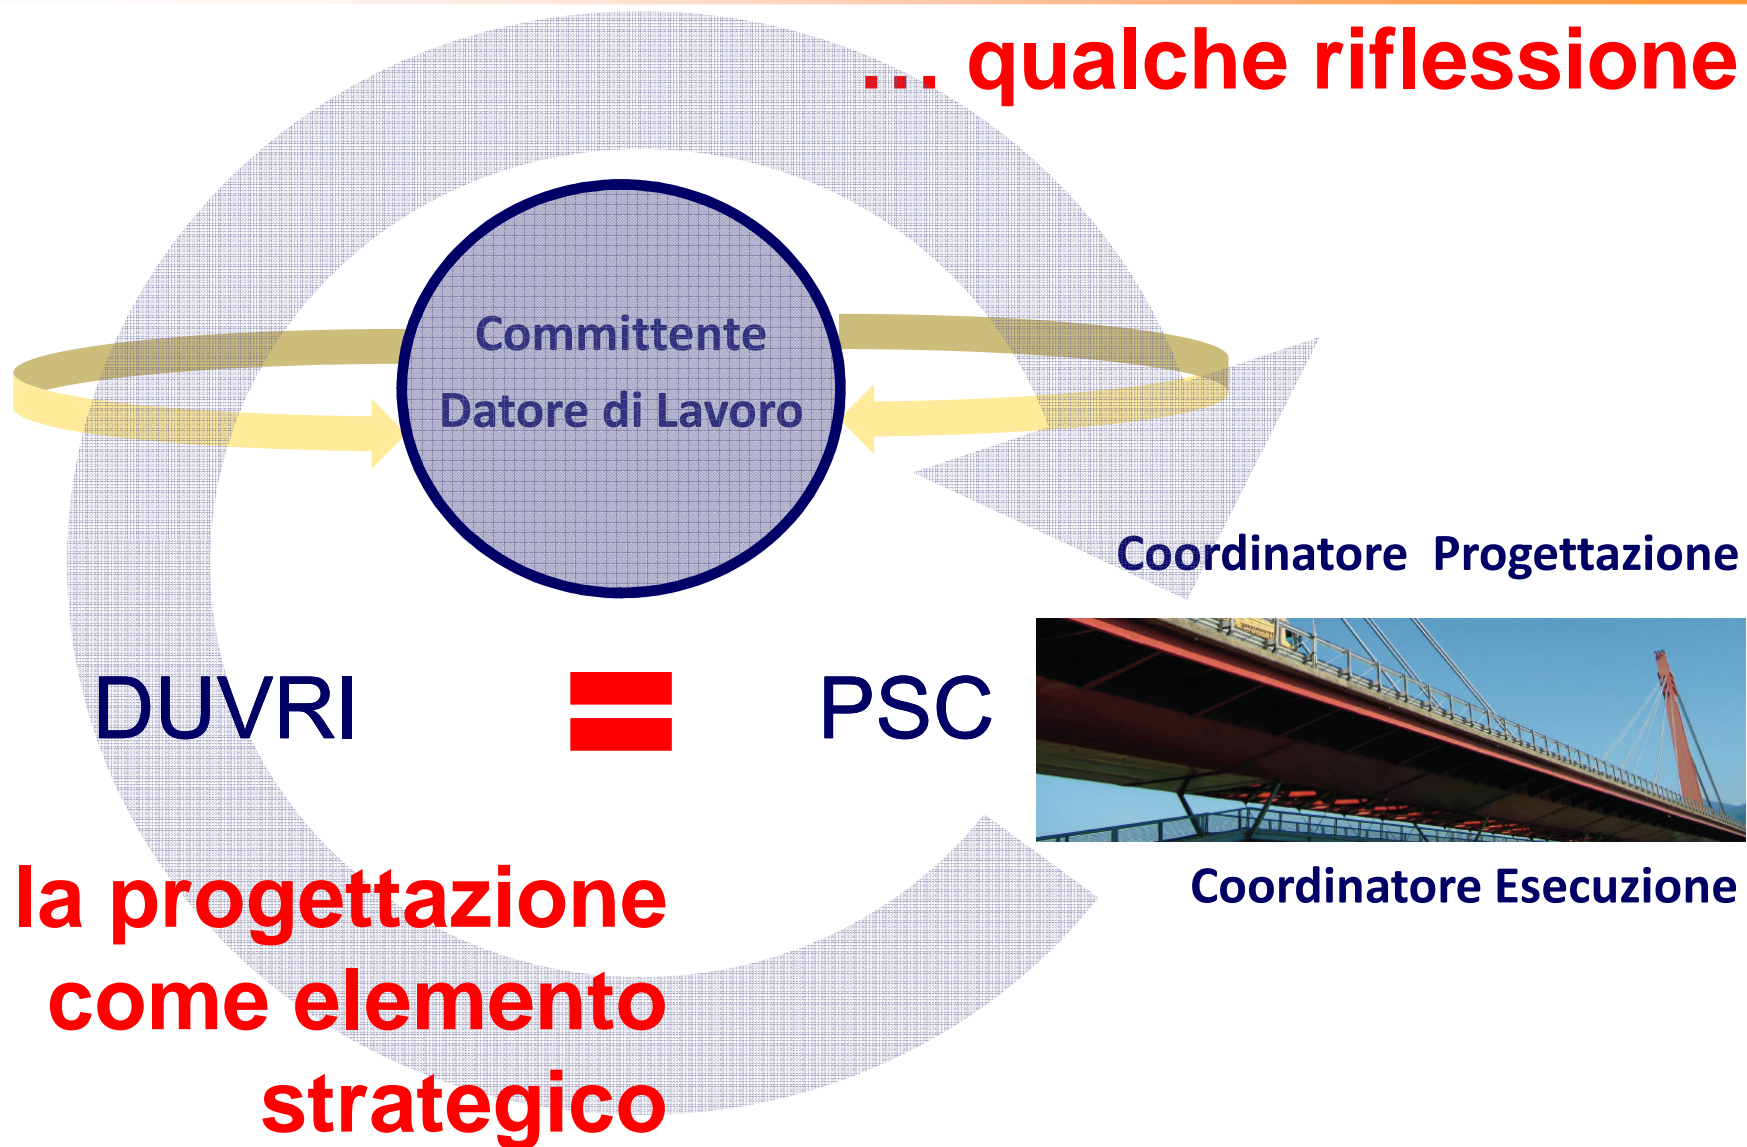 ... qualche riflessione
Committente
Datore di Lavoro
Coordinatore Progettazione
DUVRI = PSC
Coordinatore Esecuzione
la progettazione
come elemento
strategico